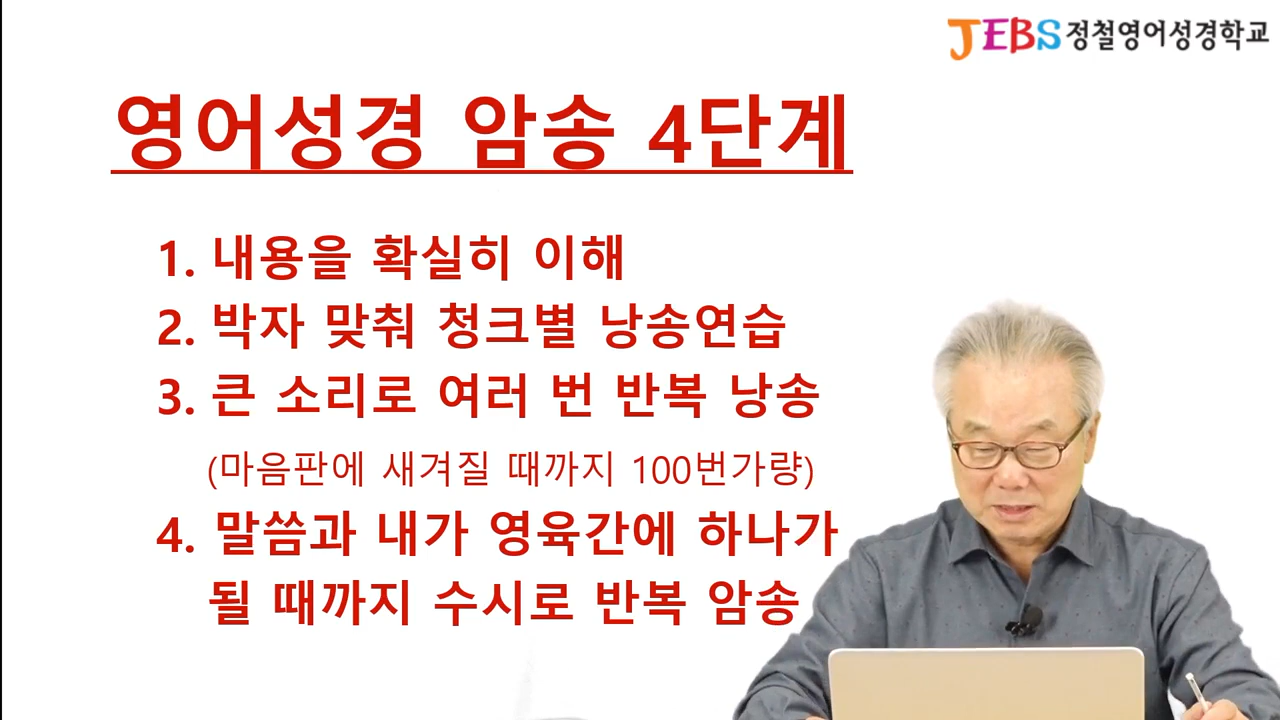 JEBS 정철영어성경학교
영어성경 암송 4단계
1. 내용을 확실히 이해
2. 박자 맞춰 청크별 낭송연습
3. 큰 소리로 여러 번 반복 낭송
(마음판에 새겨질 때까지 100번가량)
4. 말씀과 내가 영육간에 하나가
될 때까지 수시로 반복 암송